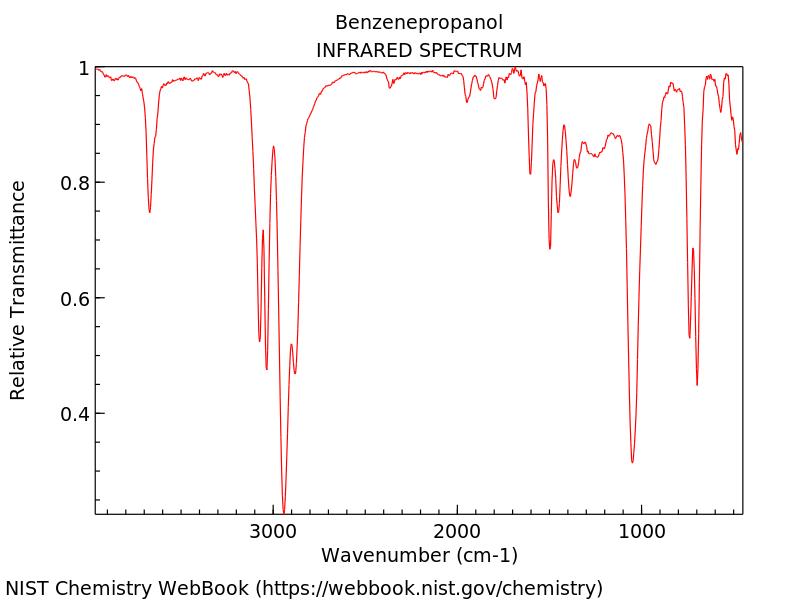 Benzenepropanol
INFRARED SPECTRUM
1
0.8
0.6
0.4
Relative Transmittance
3000 2000 1000
Wavenumber (cm-1)
NIST Chemistry WebBook (https://webbook.nist.gov/chemistry)